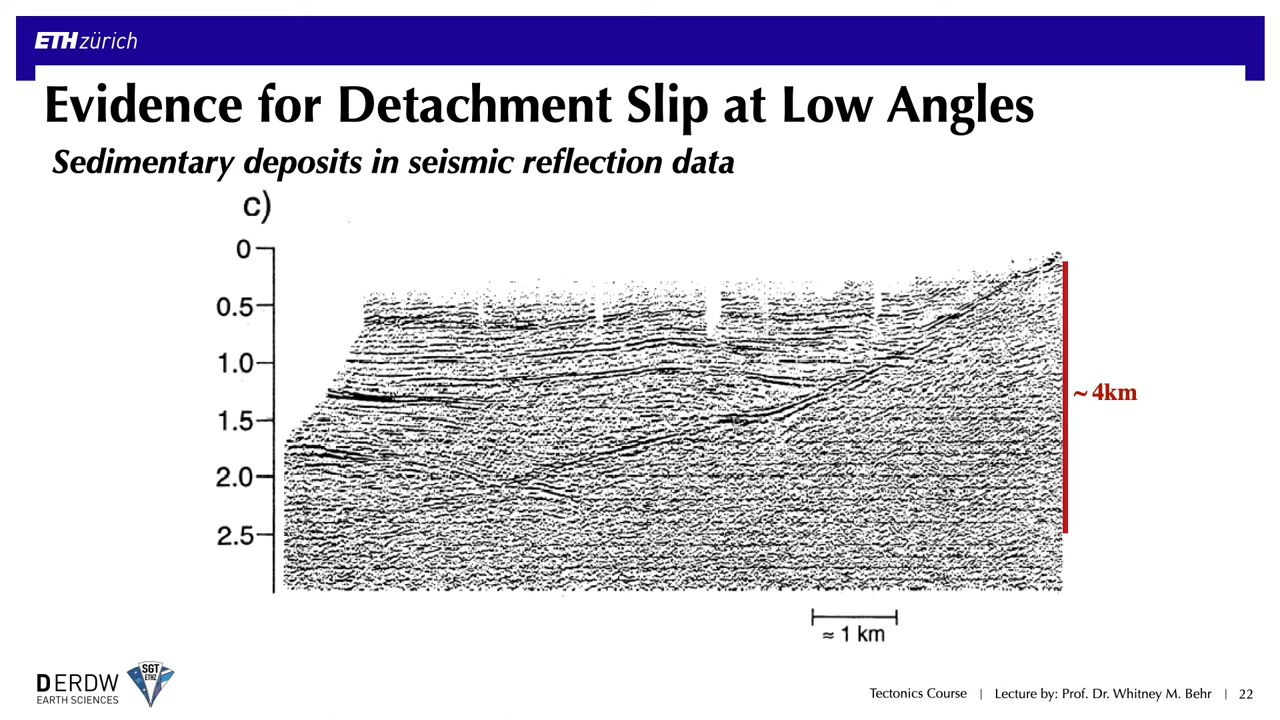 ETH zürich
Evidence for Detachment Slip at Low Angles
Sedimentary deposits in seismic reflection data
c)
0
0.5
1.0
1.5
2.0
2.5
~ 4km
≈ 1 km
DERDW
EARTH SCIENCES
SGT
ETHZ
Tectonics Course | Lecture by: Prof. Dr. Whitney M. Behr | 22